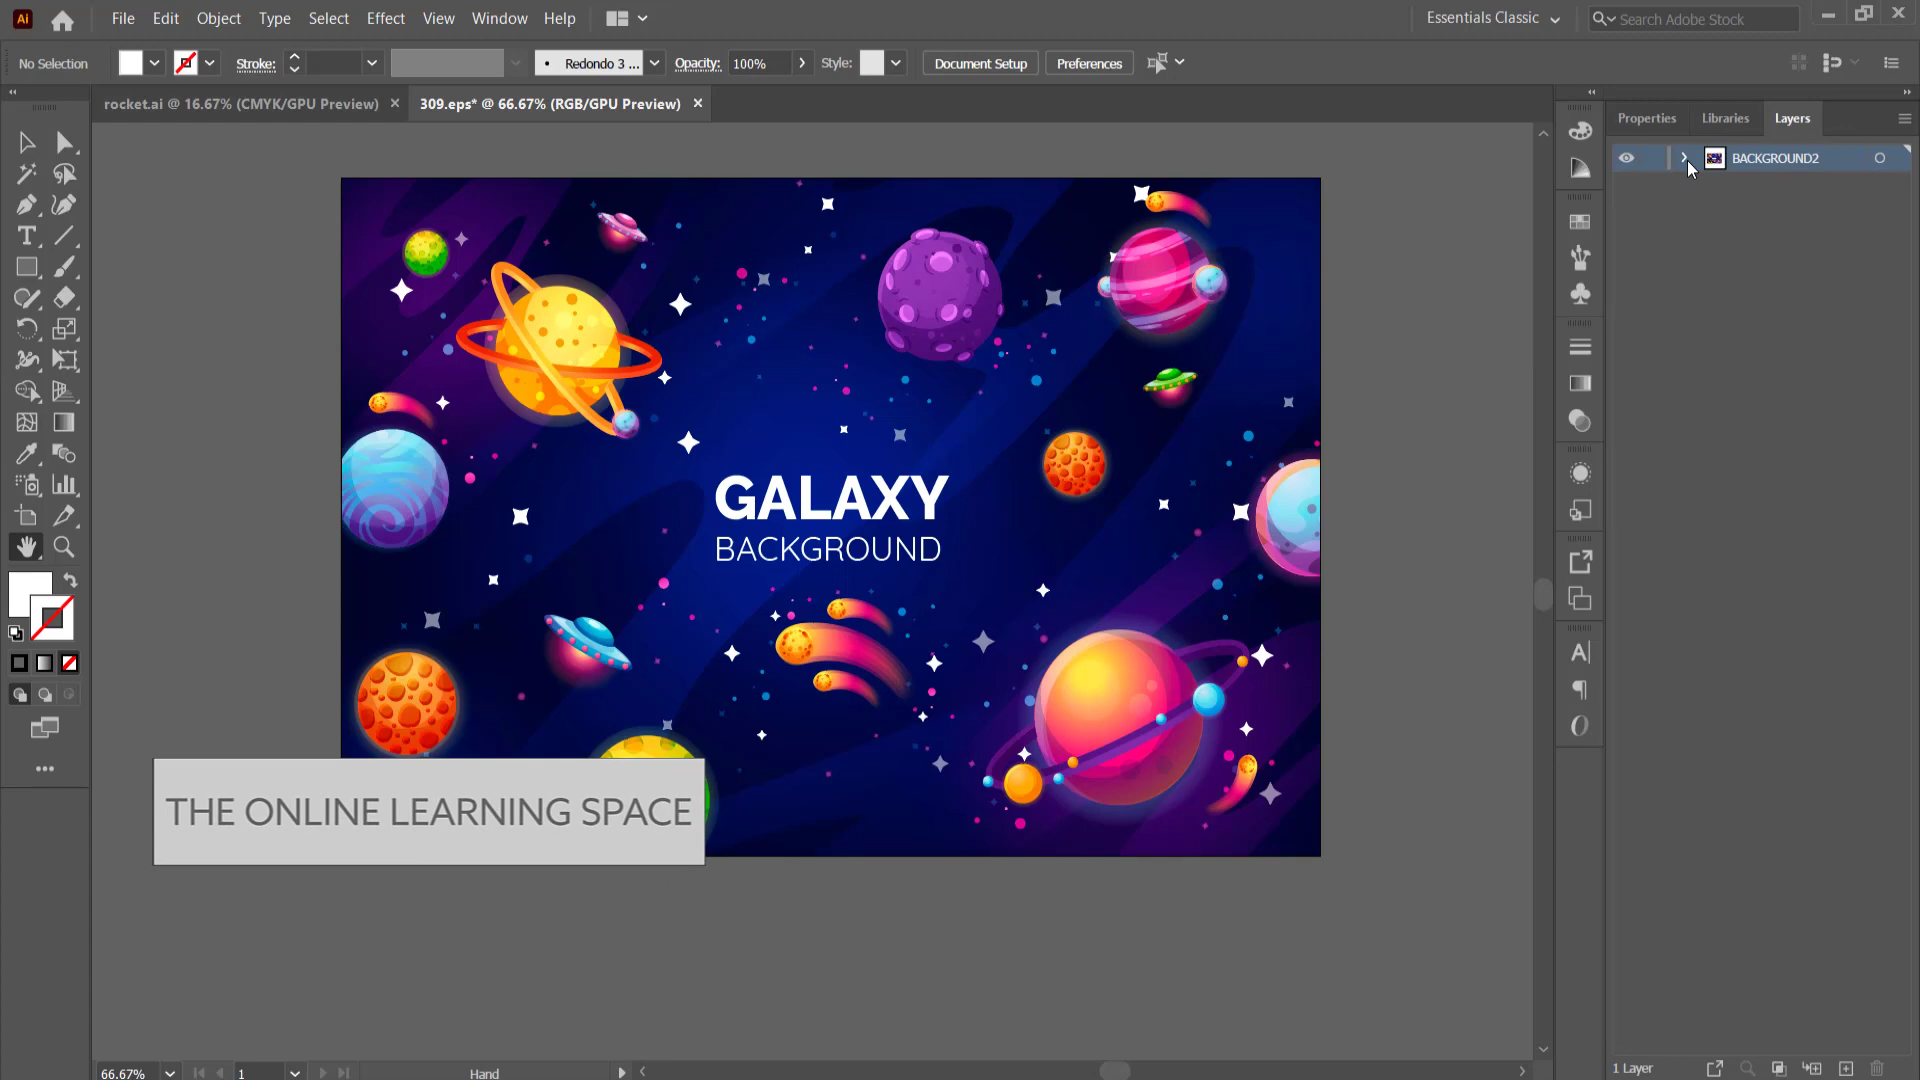 Ai File Edit Object Type Select Effect View Window Help Essentials Classic Search Adobe Stock
No Selection Stroke: Redondo 3 ... Opacity: 100% Style: Document Setup Preferences
rocket.ai @ 16.67% (CMYK/GPU Preview) 309.eps* @ 66.67% (RGB/GPU Preview)
Properties Libraries Layers
BACKGROUND2
GALAXY
BACKGROUND
THE ONLINE LEARNING SPACE
66.67% 1 Hand
1 Layer